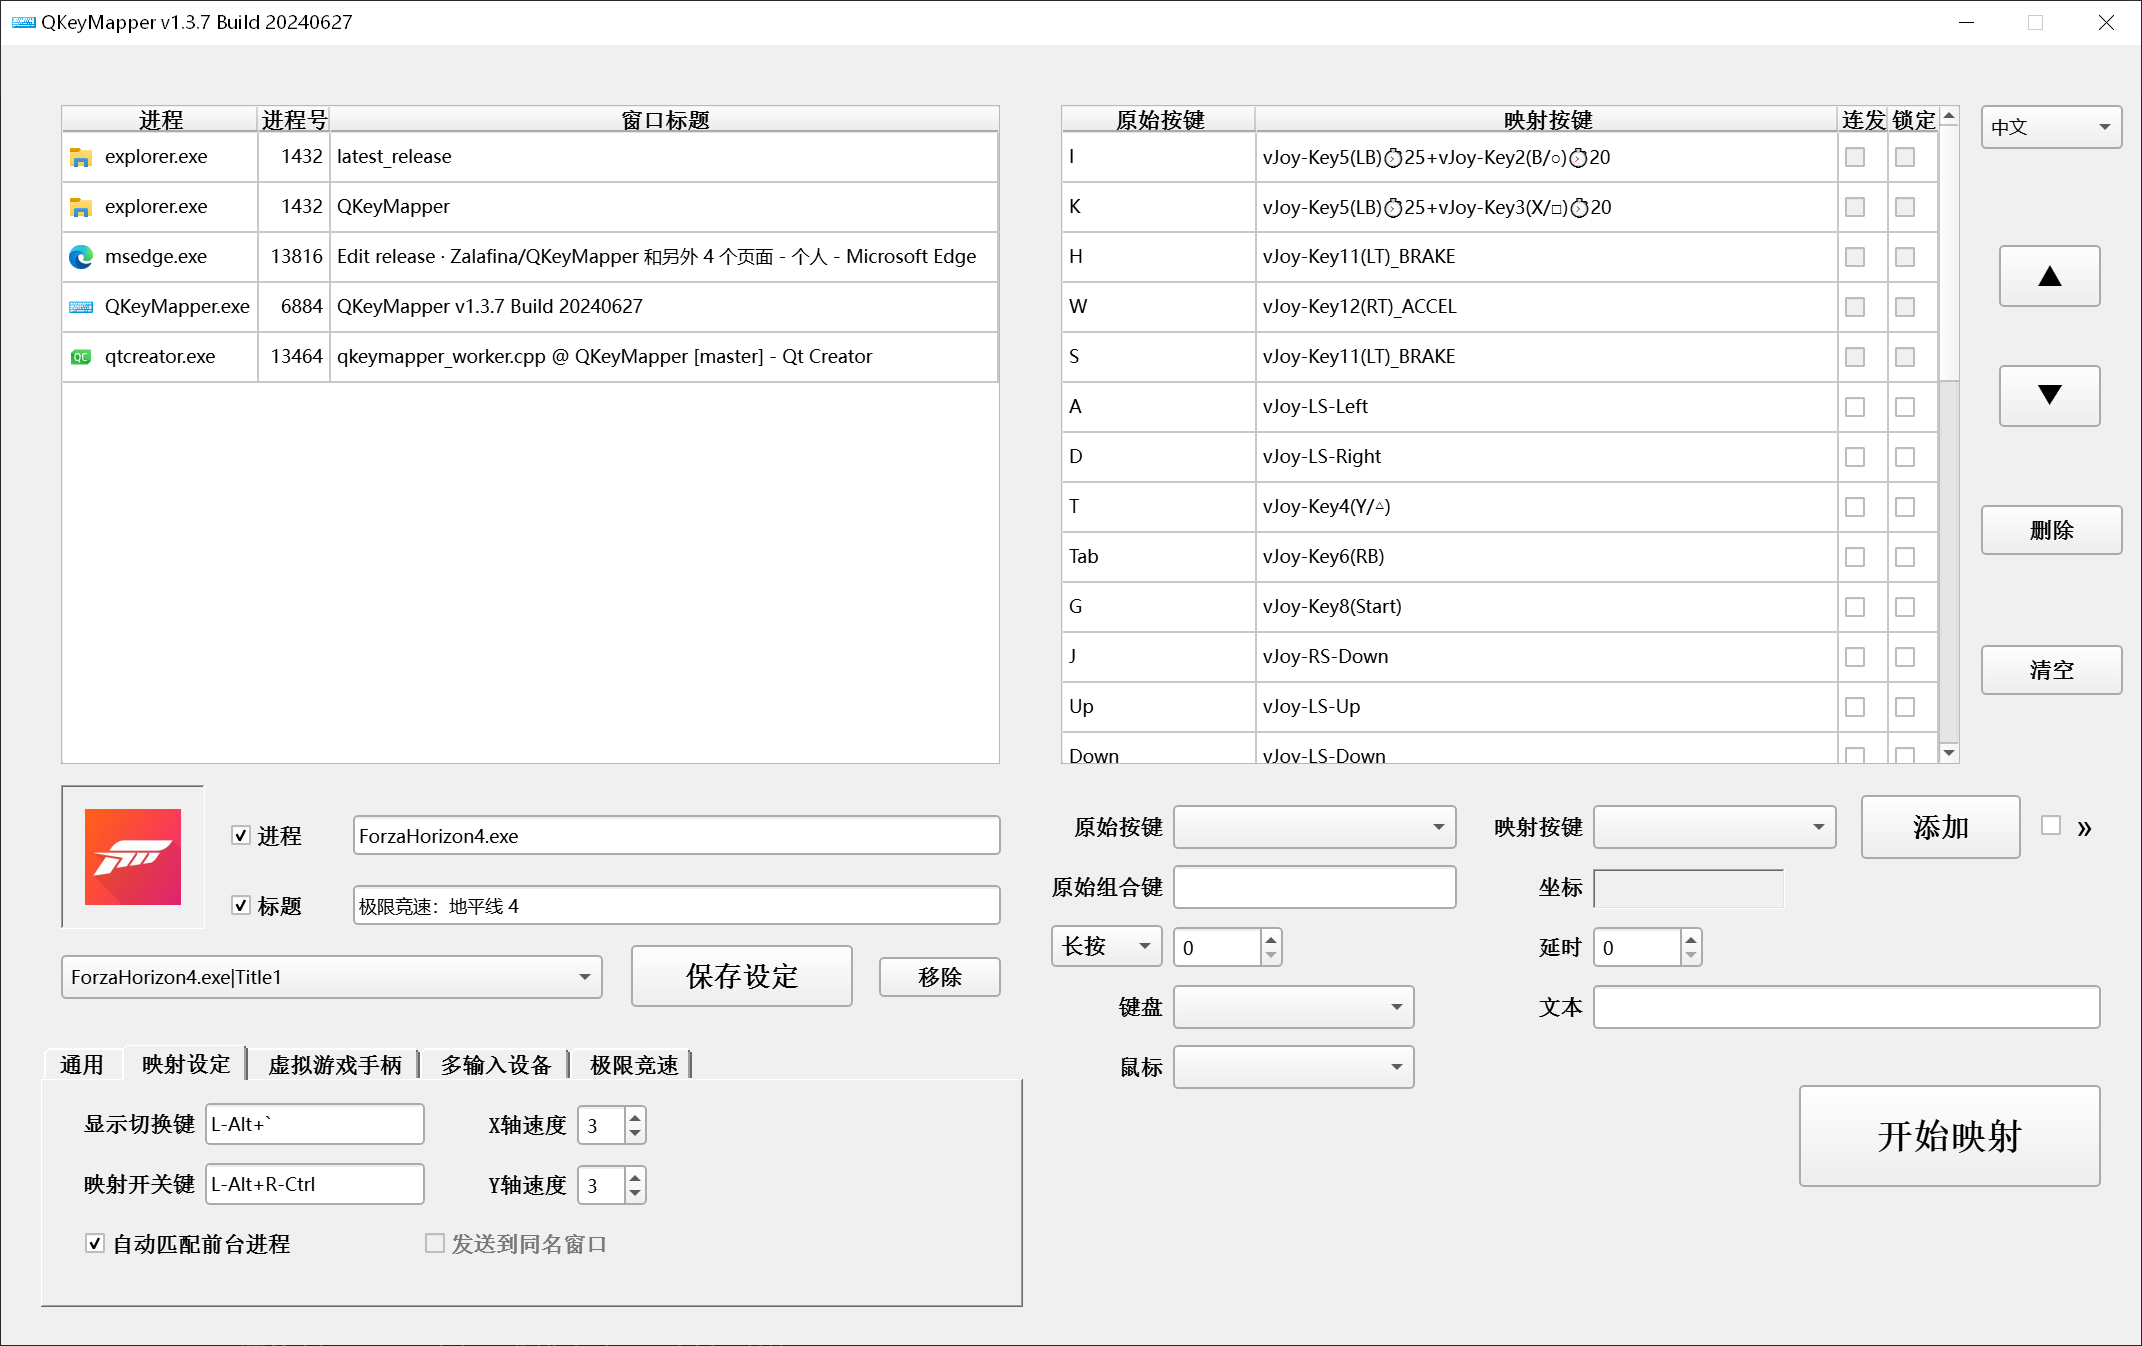 QKeyMapper v1.3.7 Build 20240627
进程 进程号 窗口标题
explorer.exe 1432 latest_release
explorer.exe 1432 QKeyMapper
msedge.exe 13816 Edit release · Zalafina/QKeyMapper 和另外 4 个页面 - 个人 - Microsoft Edge
QKeyMapper.exe 6884 QKeyMapper v1.3.7 Build 20240627
QC qtcreator.exe 13464 qkeymapper_worker.cpp @ QKeyMapper [master] - Qt Creator
原始按键 映射按键 连发 锁定
I vJoy-Key5(LB)⏱25+vJoy-Key2(B/○)⏱20
K vJoy-Key5(LB)⏱25+vJoy-Key3(X/□)⏱20
H vJoy-Key11(LT)_BRAKE
W vJoy-Key12(RT)_ACCEL
S vJoy-Key11(LT)_BRAKE
A vJoy-LS-Left
D vJoy-LS-Right
T vJoy-Key4(Y/△)
Tab vJoy-Key6(RB)
G vJoy-Key8(Start)
J vJoy-RS-Down
Up vJoy-LS-Up
Down vJoy-LS-Down
中文
▲
▼
删除
清空
进程 ForzaHorizon4.exe
标题 极限竞速：地平线 4
ForzaHorizon4.exe|Title1 保存设定 移除
通用 映射设定 虚拟游戏手柄 多输入设备 极限竞速
显示切换键 L-Alt+` X轴速度 3
映射开关键 L-Alt+R-Ctrl Y轴速度 3
自动匹配前台进程 发送到同名窗口
原始按键 映射按键 添加 »
原始组合键 坐标
长按 0 延时 0
键盘 文本
鼠标
开始映射